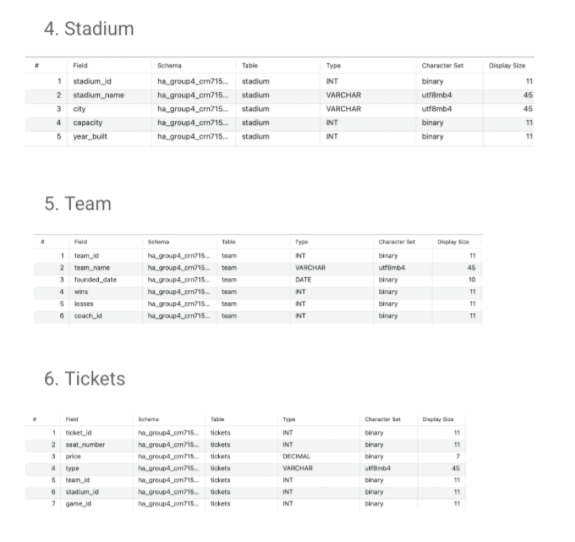 4. Stadium
# Field Schema Table Type Character Set Display Size
1 stadium_id ha_group4_crn715... stadium INT binary 11
2 stadium_name ha_group4_crn715... stadium VARCHAR utf8mb4 45
3 city ha_group4_crn715... stadium VARCHAR utf8mb4 45
4 capacity ha_group4_crn715... stadium INT binary 11
5 year_built ha_group4_crn715... stadium INT binary 11
5. Team
# Field Schema Table Type Character Set Display Size
1 team_id ha_group4_crn715... team INT binary 11
2 team_name ha_group4_crn715... team VARCHAR utf8mb4 45
3 founded_date ha_group4_crn715... team DATE binary 10
4 wins ha_group4_crn715... team INT binary 11
5 losses ha_group4_crn715... team INT binary 11
6 coach_id ha_group4_crn715... team INT binary 11
6. Tickets
# Field Schema Table Type Character Set Display Size
1 ticket_id ha_group4_crn715... tickets INT binary 11
2 seat_number ha_group4_crn715... tickets INT binary 11
3 price ha_group4_crn715... tickets DECIMAL binary 7
4 type ha_group4_crn715... tickets VARCHAR utf8mb4 45
5 team_id ha_group4_crn715... tickets INT binary 11
6 stadium_id ha_group4_crn715... tickets INT binary 11
7 game_id ha_group4_crn715... tickets INT binary 11